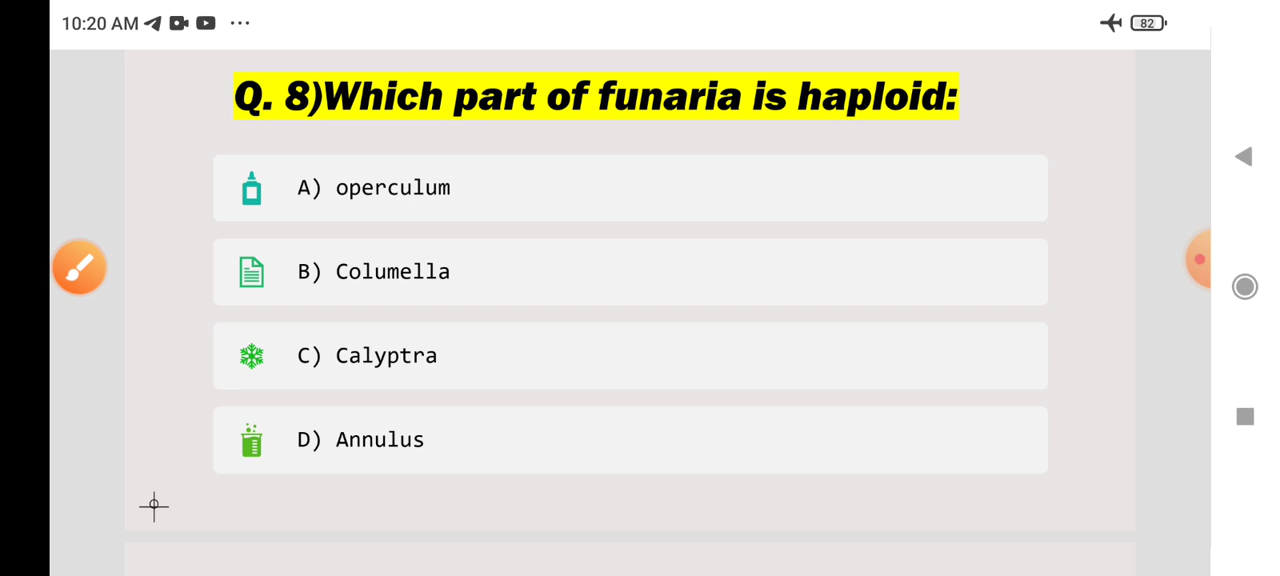 10:20 AM ...
82
Q. 8)Which part of funaria is haploid:
A) operculum
B) Columella
C) Calyptra
D) Annulus